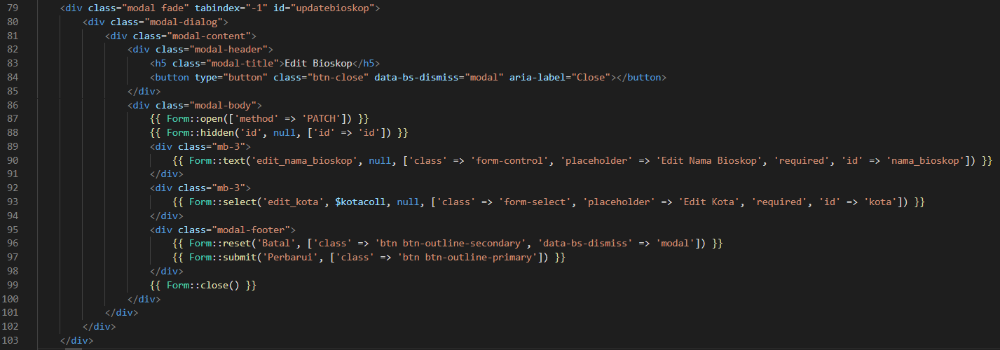 79 <div class="modal fade" tabindex="-1" id="updatebioskop">
80 <div class="modal-dialog">
81 <div class="modal-content">
82 <div class="modal-header">
83 <h5 class="modal-title">Edit Bioskop</h5>
84 <button type="button" class="btn-close" data-bs-dismiss="modal" aria-label="Close"></button>
85 </div>
86 <div class="modal-body">
87 {{ Form::open(['method' => 'PATCH']) }}
88 {{ Form::hidden('id', null, ['id' => 'id']) }}
89 <div class="mb-3">
90 {{ Form::text('edit_nama_bioskop', null, ['class' => 'form-control', 'placeholder' => 'Edit Nama Bioskop', 'required', 'id' => 'nama_bioskop']) }}
91 </div>
92 <div class="mb-3">
93 {{ Form::select('edit_kota', $kotacoll, null, ['class' => 'form-select', 'placeholder' => 'Edit Kota', 'required', 'id' => 'kota']) }}
94 </div>
95 <div class="modal-footer">
96 {{ Form::reset('Batal', ['class' => 'btn btn-outline-secondary', 'data-bs-dismiss' => 'modal']) }}
97 {{ Form::submit('Perbarui', ['class' => 'btn btn-outline-primary']) }}
98 </div>
99 {{ Form::close() }}
100 </div>
101 </div>
102 </div>
103 </div>